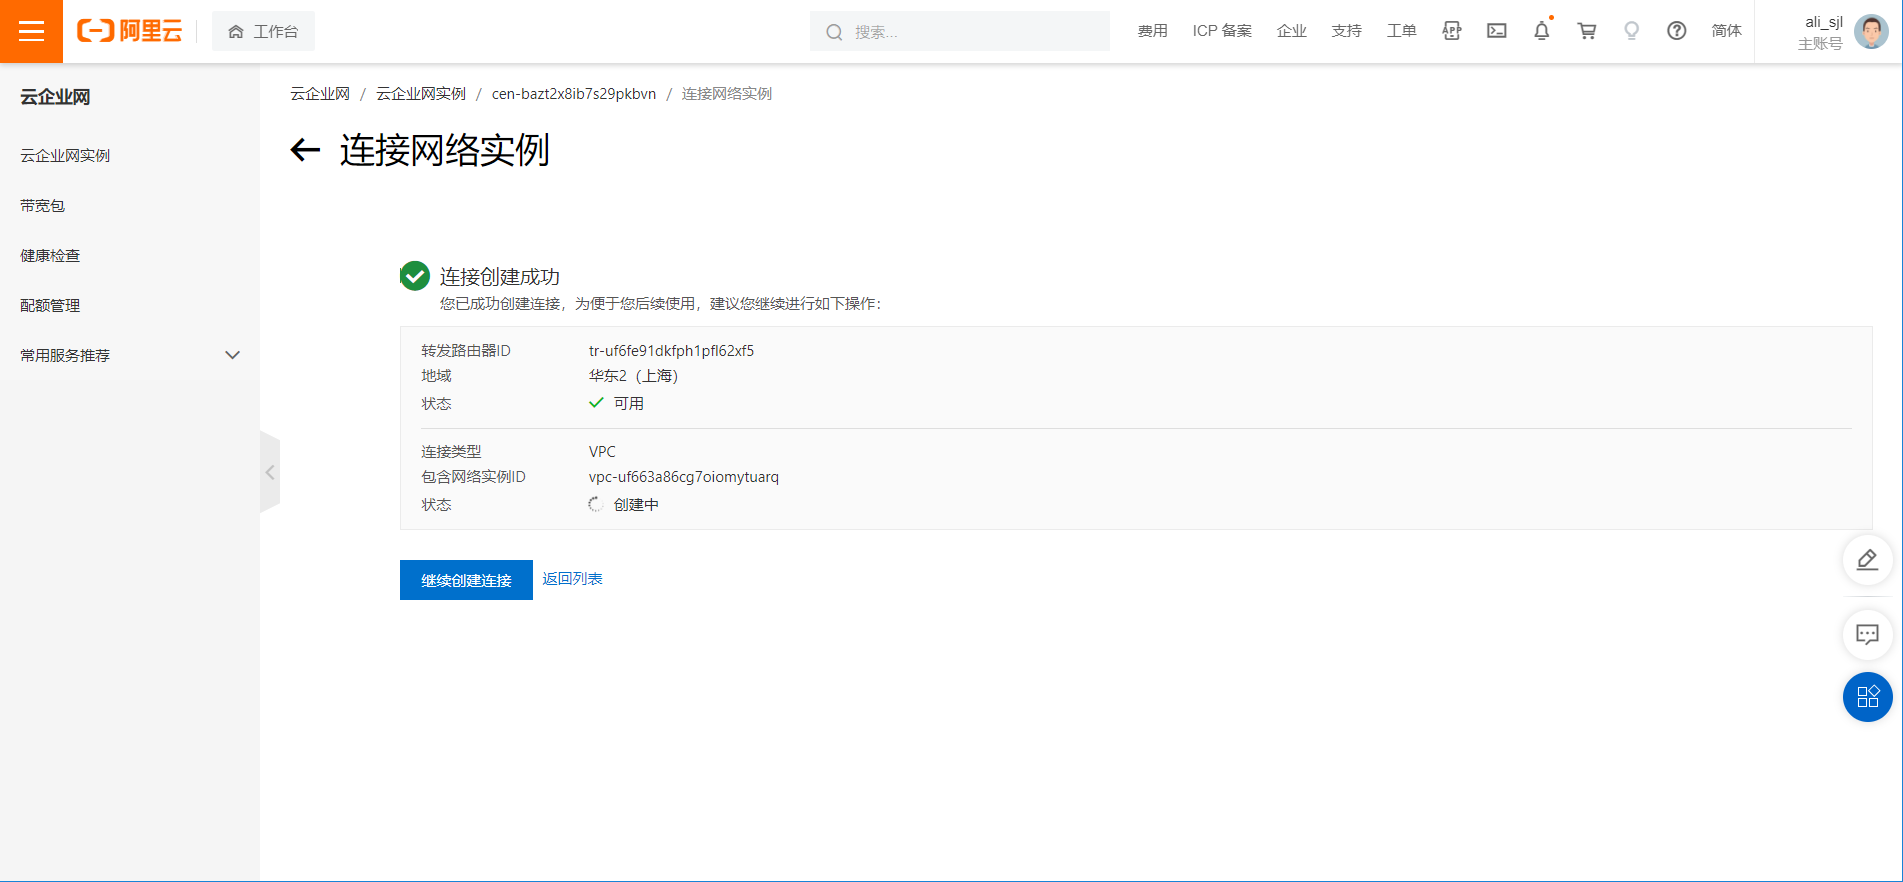 阿里云
工作台
搜索...
费用
ICP 备案
企业
支持
工单
APP
简体
ali_sjl
主账号
云企业网
云企业网实例
带宽包
健康检查
配额管理
常用服务推荐
云企业网 / 云企业网实例 / cen-bazt2x8ib7s29pkbvn / 连接网络实例
连接网络实例
连接创建成功
您已成功创建连接，为便于您后续使用，建议您继续进行如下操作：
转发路由器ID tr-uf6fe91dkfph1pfl62xf5
地域 华东2（上海）
状态 可用
连接类型 VPC
包含网络实例ID vpc-uf663a86cg7oiomytuarq
状态 创建中
继续创建连接 返回列表